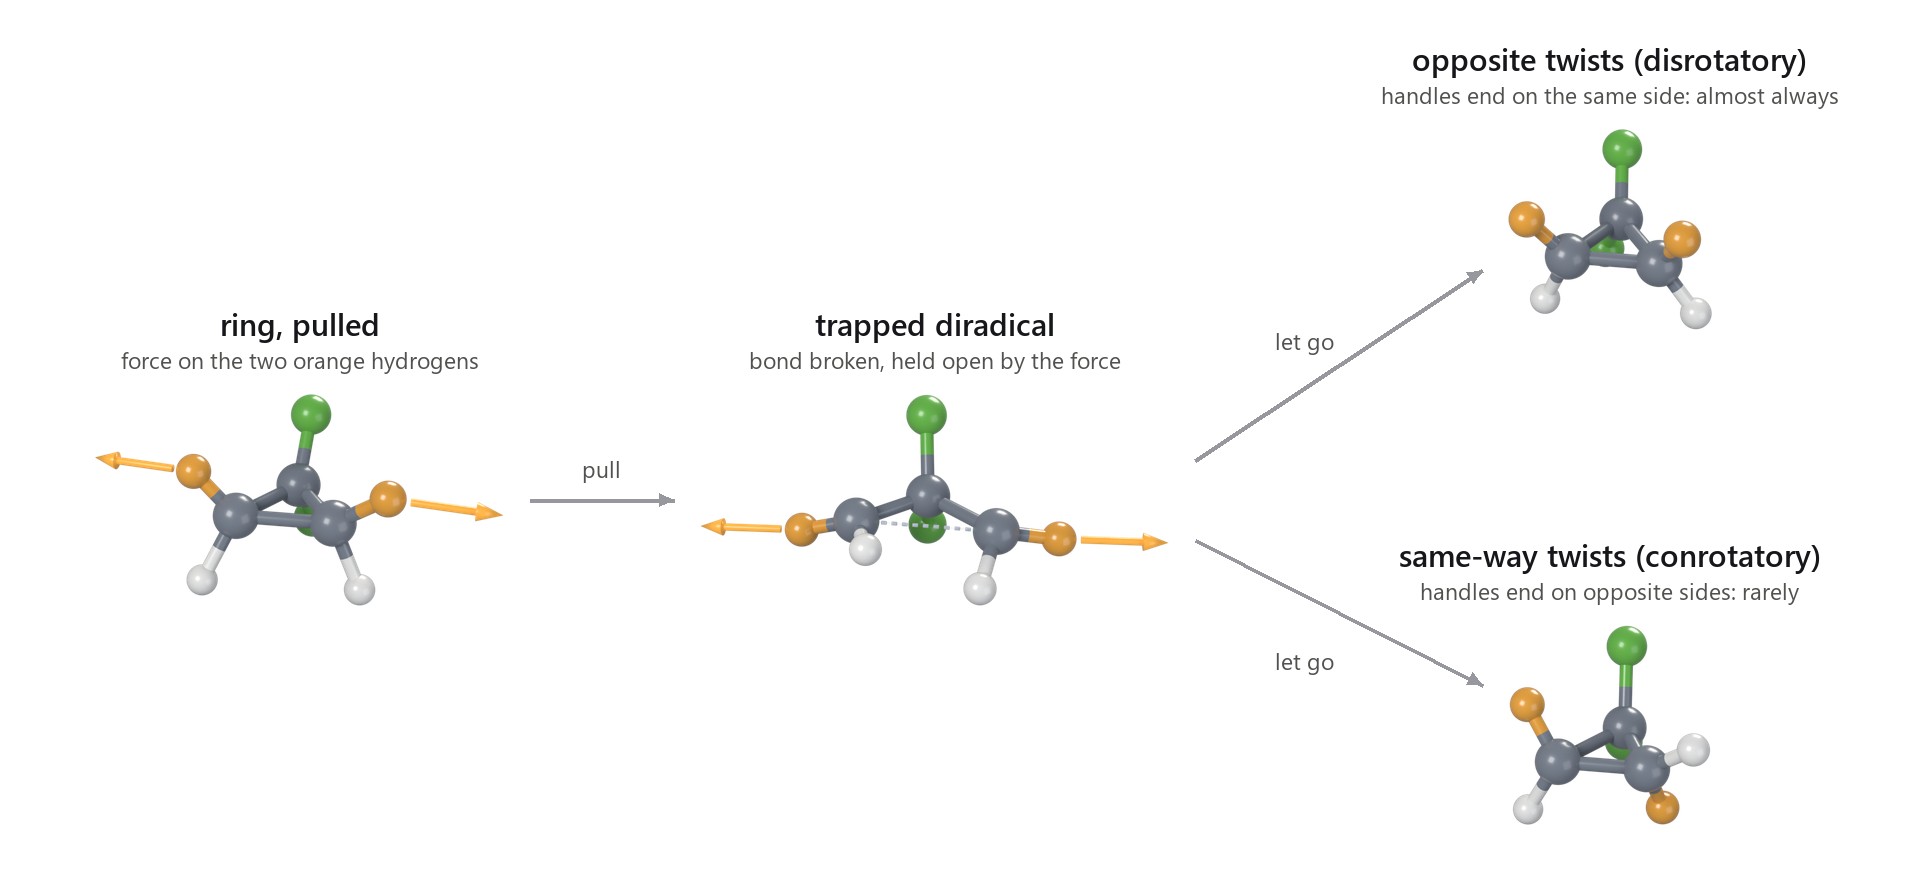 ring, pulled
force on the two orange hydrogens
pull
trapped diradical
bond broken, held open by the force
let go
opposite twists (disrotatory)
handles end on the same side: almost always
let go
same-way twists (conrotatory)
handles end on opposite sides: rarely